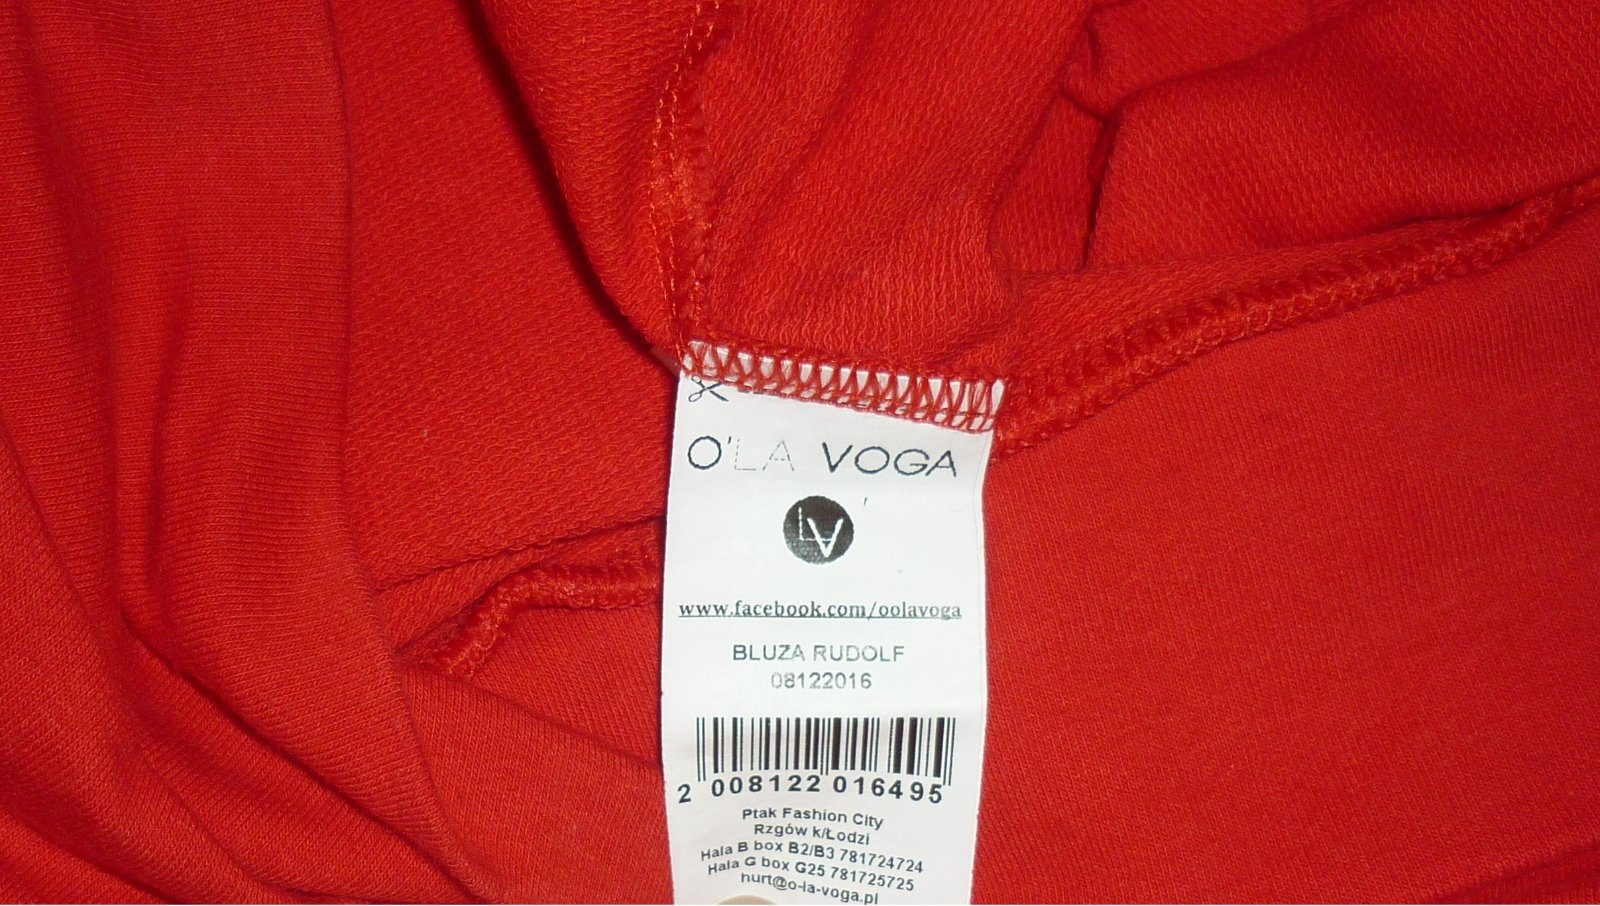 O'LA VOGA
LV
www.facebook.com/oolavoga
BLUZA RUDOLF
08122016
2 008122 016495
Ptak Fashion City
Rzgów k/Łodzi
Hala B box B2/B3 781724724
Hala G box G25 781725725
hurt@o-la-voga.pl